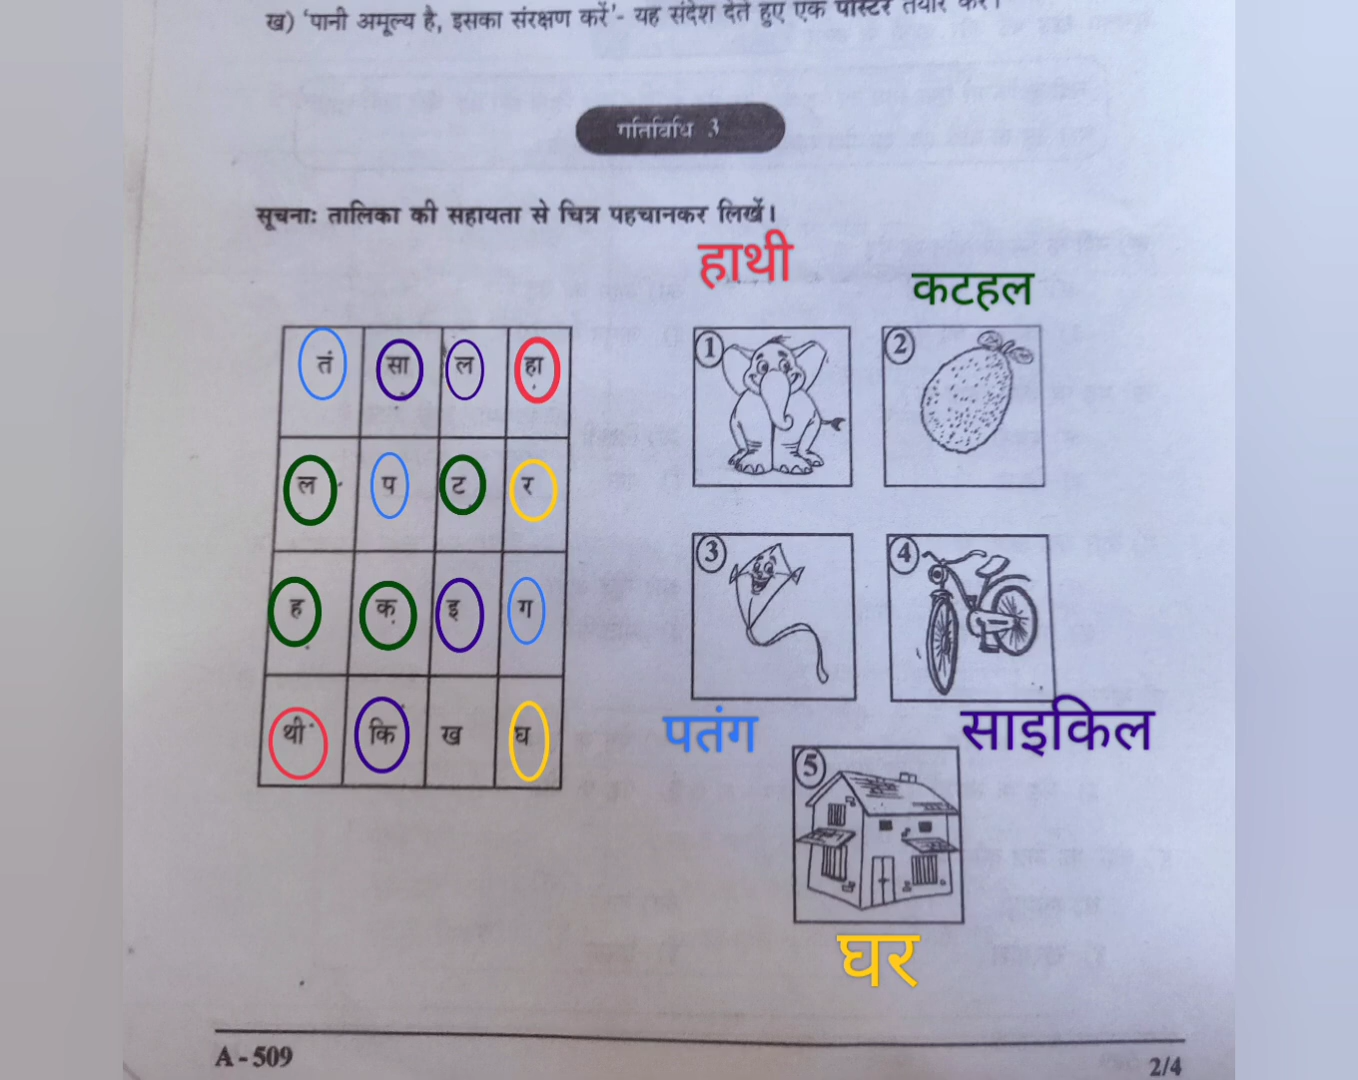 ख) ‘पानी अमूल्य है, इसका संरक्षण करें’- यह संदेश देते हुए एक पोस्टर तैयार करें।
गतिविधि 3
सूचनाः तालिका की सहायता से चित्र पहचानकर लिखें।
हाथी
कटहल
तं सा ल हा
ल प ट र
ह क इ ग
थी कि ख घ
1
2
3
4
पतंग
साइकिल
5
घर
A - 509
2/4